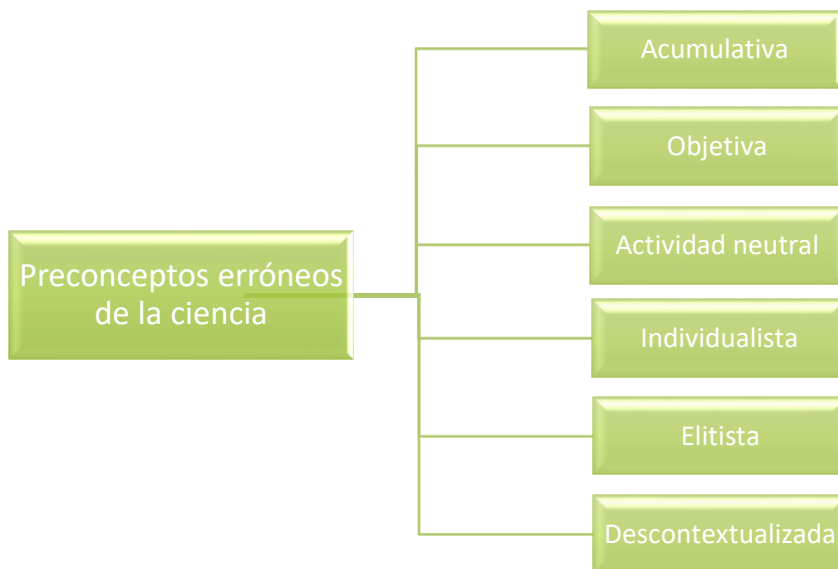 Preconceptos erróneos
de la ciencia
Acumulativa
Objetiva
Actividad neutral
Individualista
Elitista
Descontextualizada